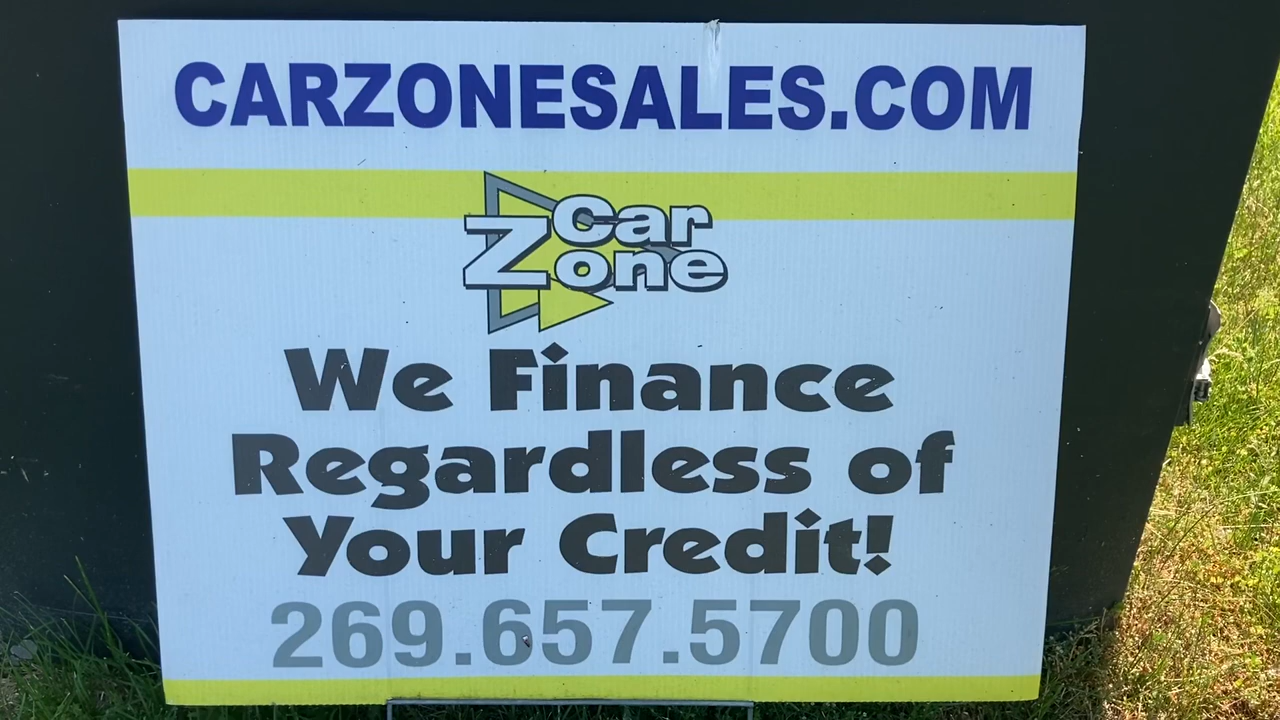 CARZONESALES.COM
Car
Zone
We Finance
Regardless of
Your Credit!
269.657.5700